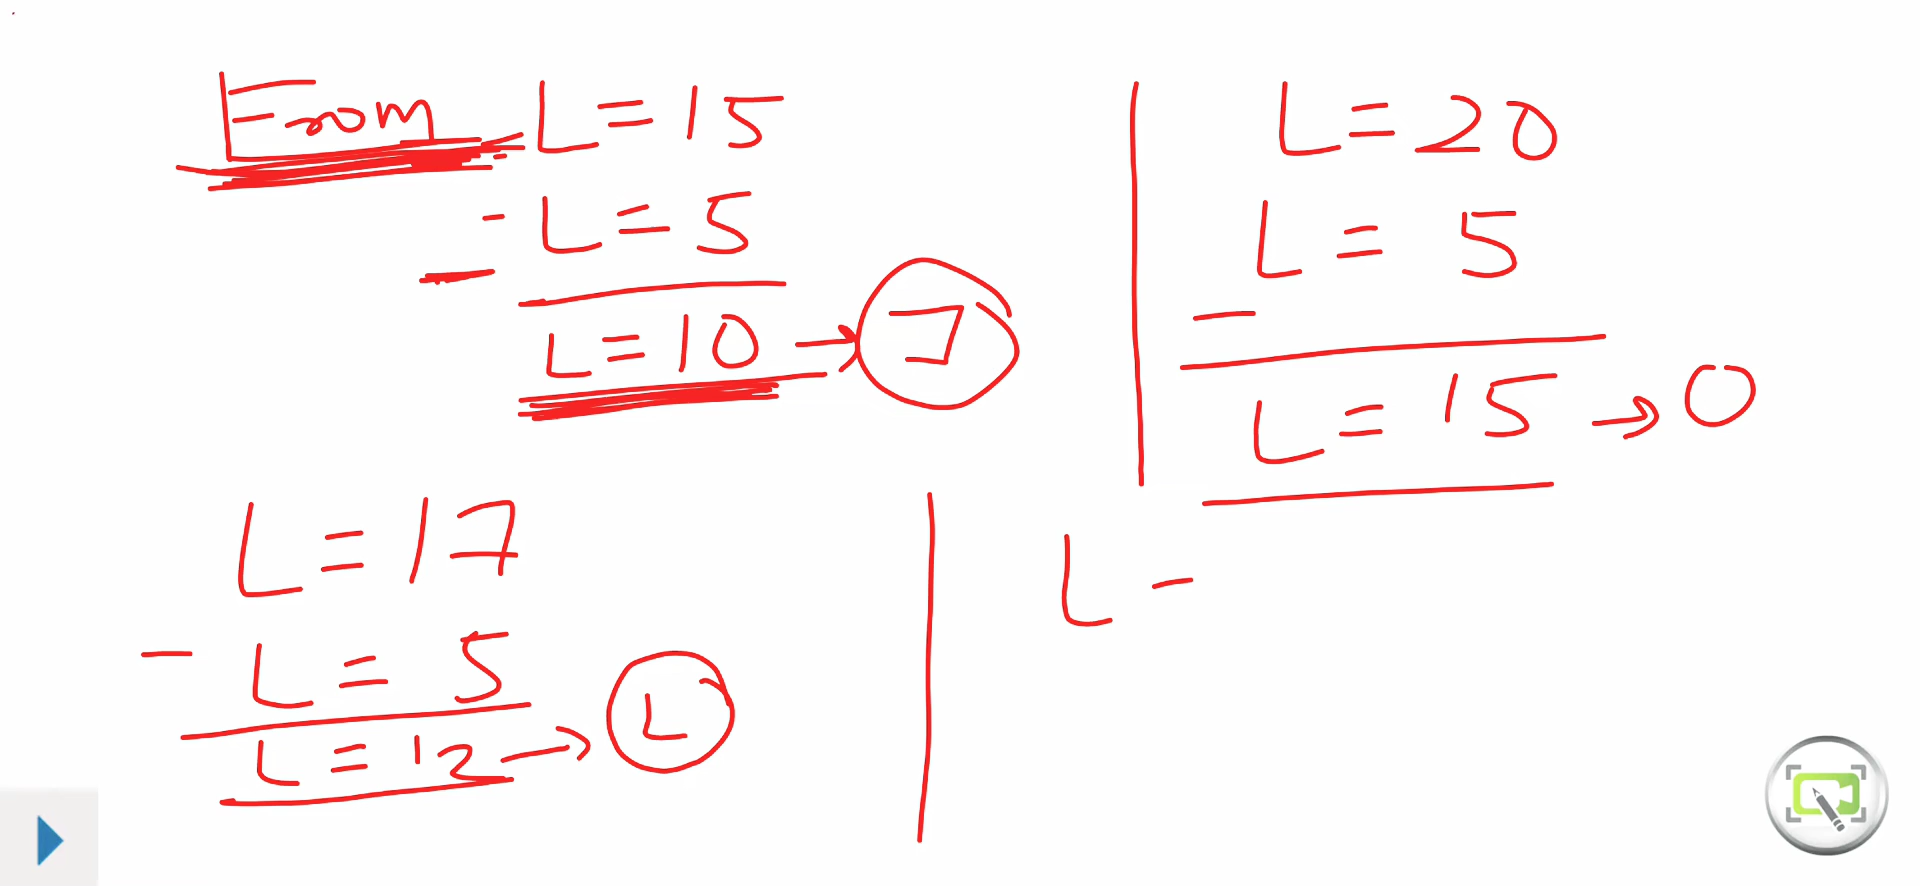 From L = 15
- L = 5
-
L = 10 → J
L = 20
L = 5
-
L = 15 → O
L = 17
- L = 5
L = 12 → L
L -